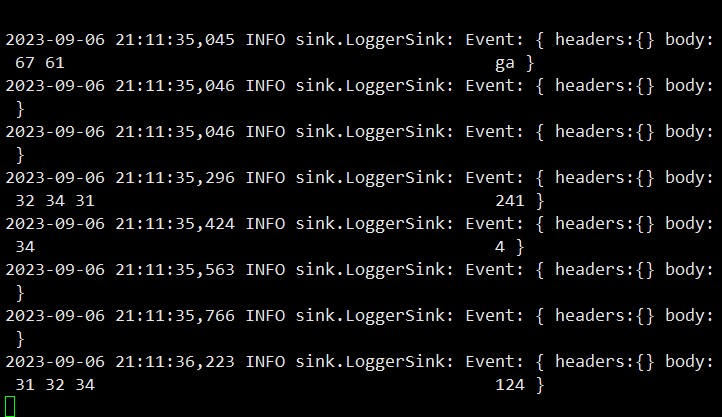 2023-09-06 21:11:35,045 INFO sink.LoggerSink: Event: { headers:{} body:
67 61 ga }
2023-09-06 21:11:35,046 INFO sink.LoggerSink: Event: { headers:{} body:
}
2023-09-06 21:11:35,046 INFO sink.LoggerSink: Event: { headers:{} body:
}
2023-09-06 21:11:35,296 INFO sink.LoggerSink: Event: { headers:{} body:
32 34 31 241 }
2023-09-06 21:11:35,424 INFO sink.LoggerSink: Event: { headers:{} body:
34 4 }
2023-09-06 21:11:35,563 INFO sink.LoggerSink: Event: { headers:{} body:
}
2023-09-06 21:11:35,766 INFO sink.LoggerSink: Event: { headers:{} body:
}
2023-09-06 21:11:36,223 INFO sink.LoggerSink: Event: { headers:{} body:
31 32 34 124 }